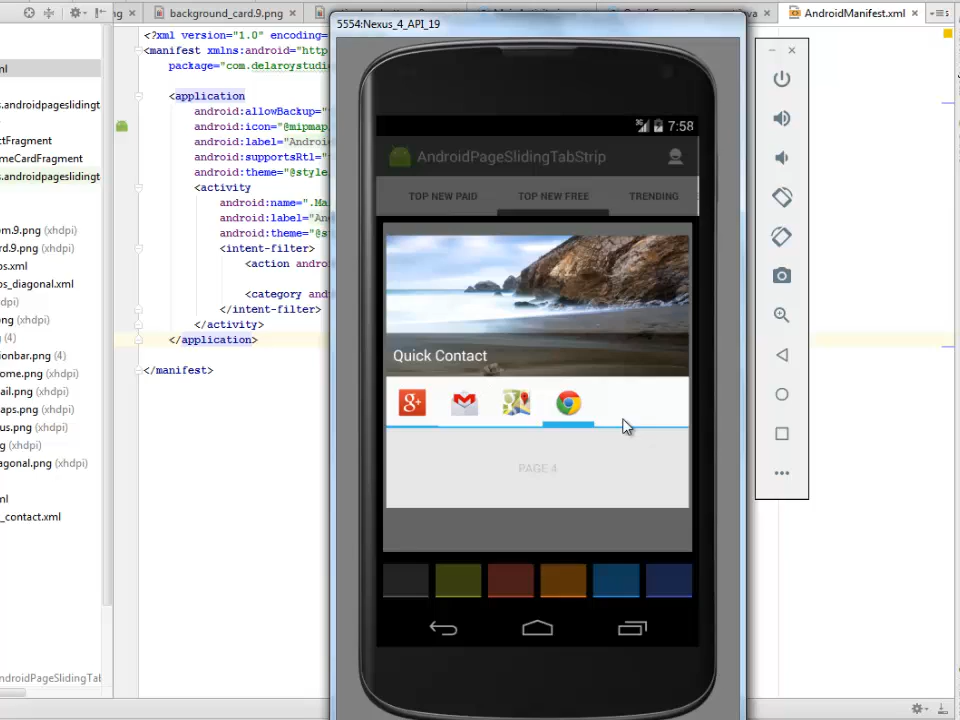 background_card.9.png
AndroidManifest.xml
5554:Nexus_4_API_19
<?xml version="1.0" encoding=
<manifest xmlns:android="http
package="com.delaroystudi
<application
android:allowBackup="
android:icon="@mipmap
android:label="Androi
android:supportsRtl="
android:theme="@style
<activity
android:name=".Ma
android:label="An
android:theme="@s
<intent-filter>
<action andro
<category and
</intent-filter>
</activity>
</application>
</manifest>
s.androidpageslidingt
ctFragment
meCardFragment
s.androidpageslidingt
m.9.png (xhdpi)
rd.9.png (xhdpi)
os.xml
os_diagonal.xml
hdpi)
ng (xhdpi)
(4)
ionbar.png (4)
ome.png (xhdpi)
ail.png (xhdpi)
aps.png (xhdpi)
us.png (xhdpi)
g (xhdpi)
agonal.png (xhdpi)
_contact.xml
ndroidPageSlidingTab
3G
7:58
AndroidPageSlidingTabStrip
TOP NEW PAID
TOP NEW FREE
TRENDING
Quick Contact
g+
PAGE 4